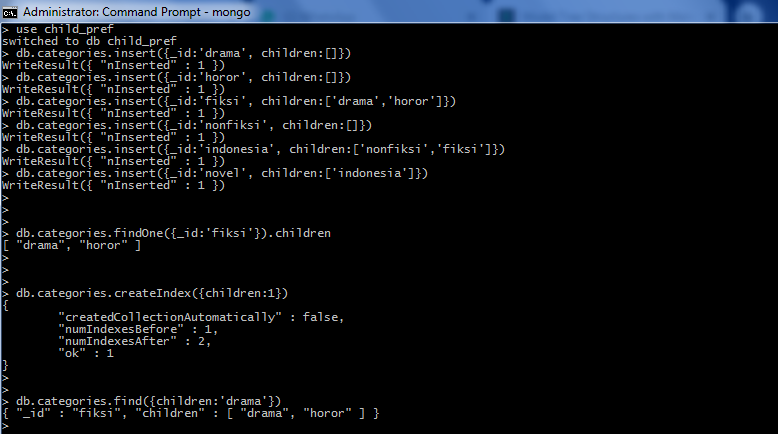 Administrator: Command Prompt - mongo
> use child_pref
switched to db child_pref
> db.categories.insert({_id:'drama', children:[]})
WriteResult({ "nInserted" : 1 })
> db.categories.insert({_id:'horor', children:[]})
WriteResult({ "nInserted" : 1 })
> db.categories.insert({_id:'fiksi', children:['drama','horor']})
WriteResult({ "nInserted" : 1 })
> db.categories.insert({_id:'nonfiksi', children:[]})
WriteResult({ "nInserted" : 1 })
> db.categories.insert({_id:'indonesia', children:['nonfiksi','fiksi']})
WriteResult({ "nInserted" : 1 })
> db.categories.insert({_id:'novel', children:['indonesia']})
WriteResult({ "nInserted" : 1 })
>
>
>
> db.categories.findOne({_id:'fiksi'}).children
[ "drama", "horor" ]
>
>
>
> db.categories.createIndex({children:1})
{
        "createdCollectionAutomatically" : false,
        "numIndexesBefore" : 1,
        "numIndexesAfter" : 2,
        "ok" : 1
}
>
>
> db.categories.find({children:'drama'})
{ "_id" : "fiksi", "children" : [ "drama", "horor" ] }
>